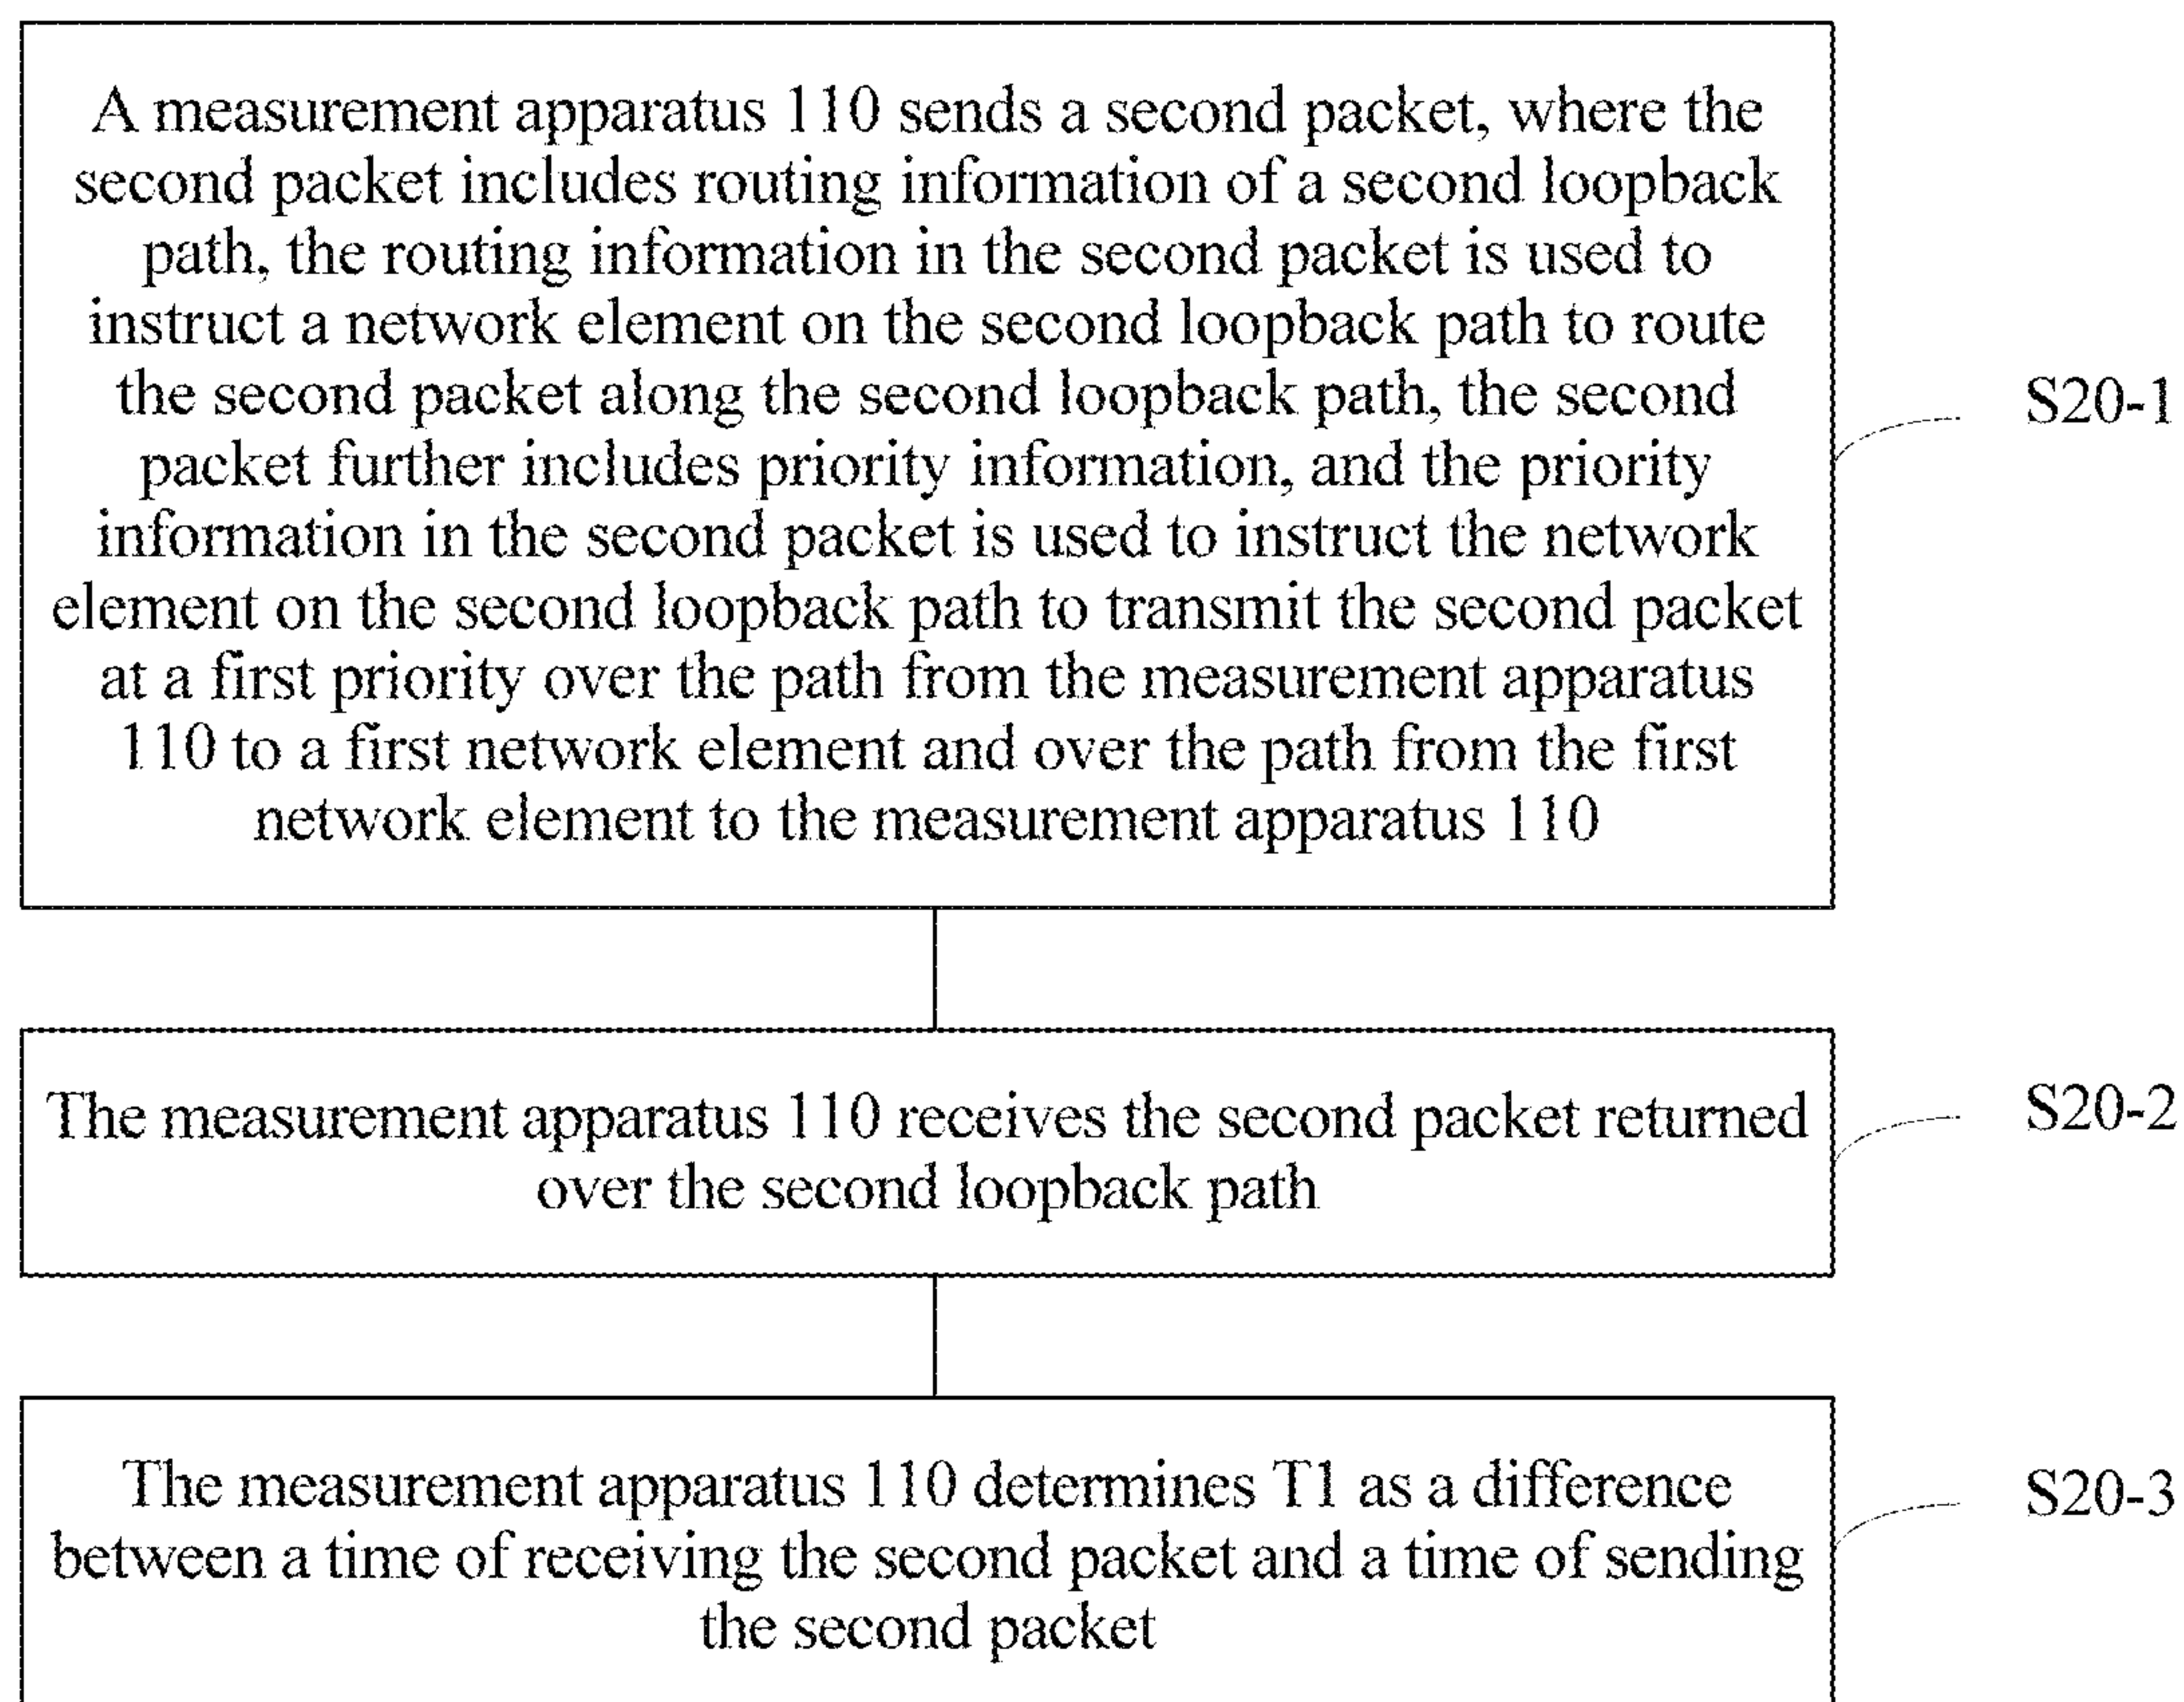 A measurement apparatus 110 sends a second packet, where the
second packet includes routing information of a second loopback
path, the routing information in the second packet is used to
instruct a network element on the second loopback path to route
the second packet along the second loopback path, the second
packet further includes priority information, and the priority
information in the second packet is used to instruct the network
element on the second loopback path to transmit the second packet
at a first priority over the path from the measurement apparatus
110 to a first network element and over the path from the first
network element to the measurement apparatus 110
S20-1
The measurement apparatus 110 receives the second packet returned
over the second loopback path
S20-2
The measurement apparatus 110 determines T1 as a difference
between a time of receiving the second packet and a time of sending
the second packet
S20-3